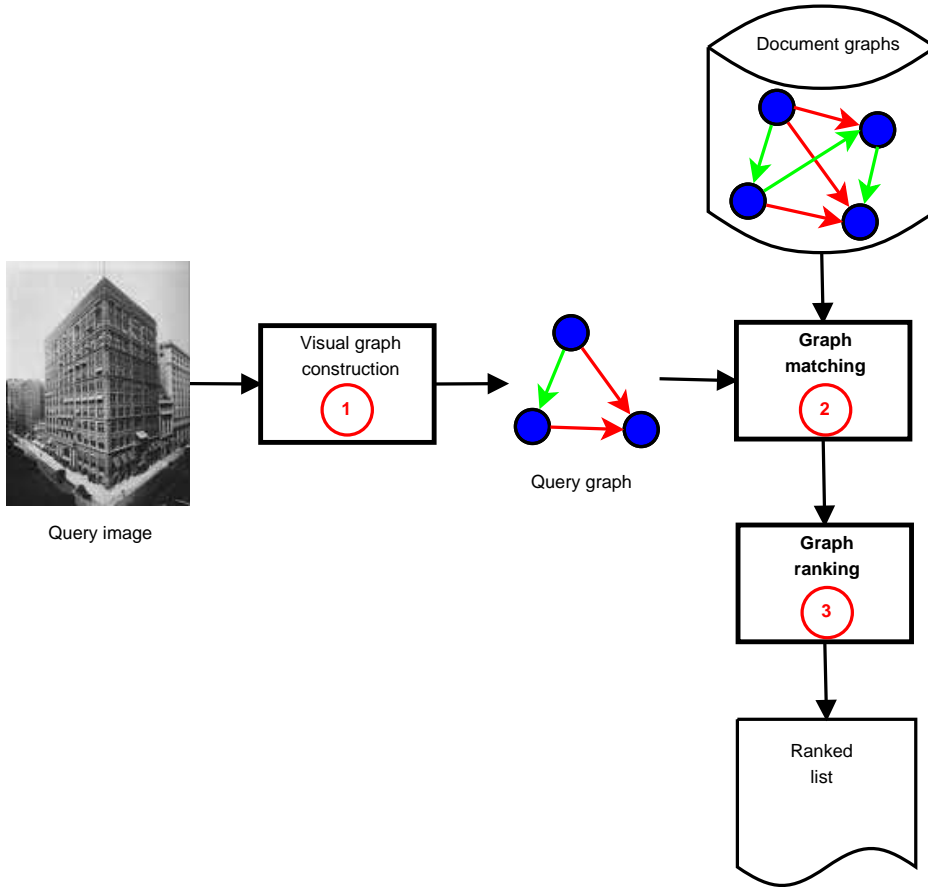 Document graphs
Visual graph
construction
1
Graph
matching
2
Query graph
Query image
Graph
ranking
3
Ranked
list